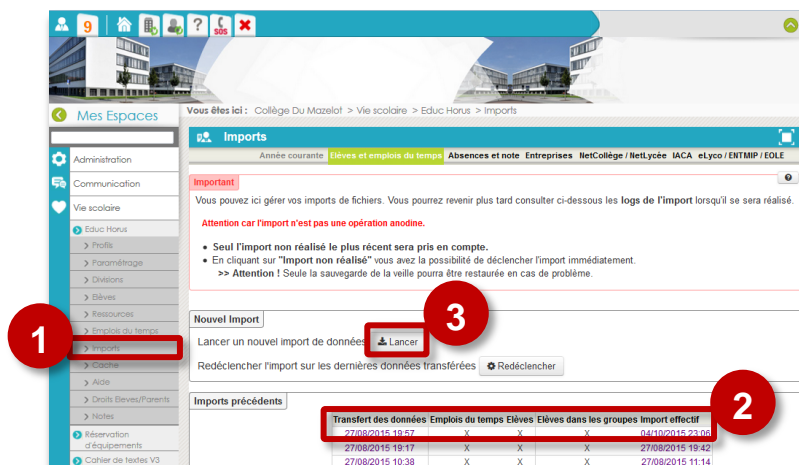 9
?
SOS
Mes Espaces
Vous êtes ici : Collège Du Mazelot > Vie scolaire > Educ Horus > Imports
Imports
Année courante Elèves et emplois du temps Absences et note Entreprises NetCollège / NetLycée IACA eLyco / ENTMIP / EOLE
Administration
Communication
Vie scolaire
Educ Horus
> Profils
> Paramétrage
> Divisions
> Elèves
> Ressources
> Emplois du temps
> Imports
> Cache
> Aide
> Droits Eleves/Parents
> Notes
Réservation
d'équipements
Cahier de textes V3
Important
?
Vous pouvez ici gérer vos imports de fichiers. Vous pourrez revenir plus tard consulter ci-dessous les logs de l'import lorsqu'il se sera réalisé.
Attention car l'import n'est pas une opération anodine.
• Seul l'import non réalisé le plus récent sera pris en compte.
• En cliquant sur "Import non réalisé" vous avez la possibilité de déclencher l'import immédiatement.
>> Attention ! Seule la sauvegarde de la veille pourra être restaurée en cas de problème.
1
3
Nouvel Import
Lancer un nouvel import de données Lancer
Redéclencher l'import sur les dernières données transférées Redéclencher
2
Imports précédents
Transfert des données Emplois du temps Elèves Elèves dans les groupes Import effectif
27/08/2015 19:57 X X X 04/10/2015 23:06
27/08/2015 19:17 X X X 27/08/2015 19:42
27/08/2015 10:38 X X X 27/08/2015 11:14